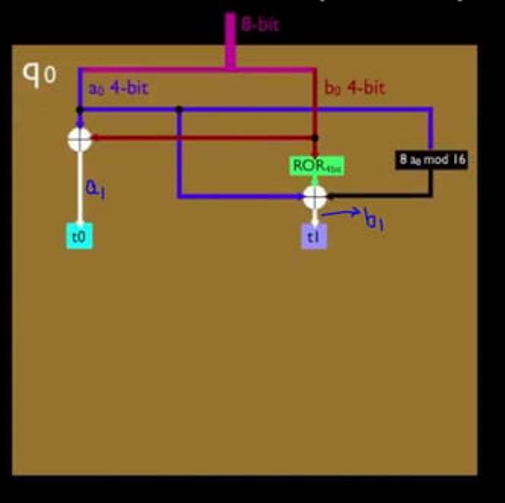 8-bit
q0
a0 4-bit
b0 4-bit
8 a0 mod 16
ROR4bit
a1
b1
t0
t1